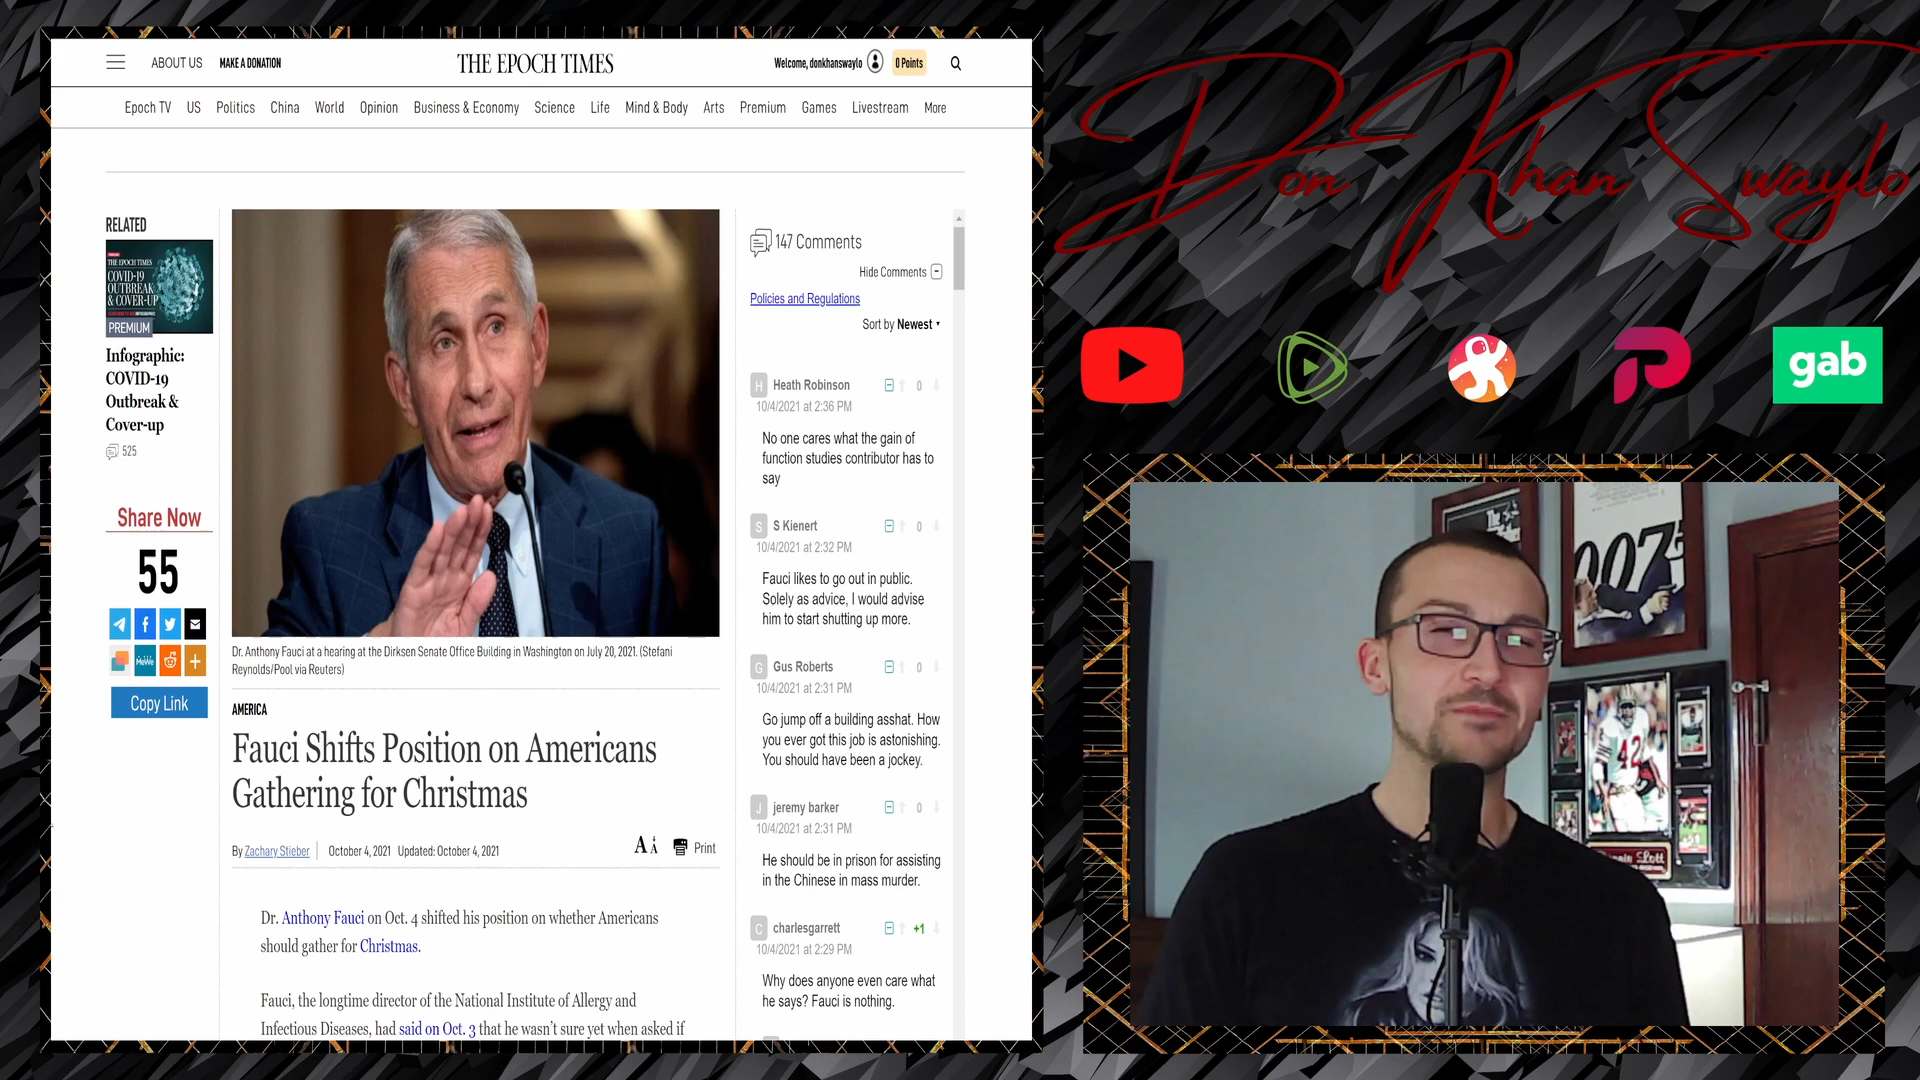 ABOUT US
MAKE A DONATION
THE EPOCH TIMES
Welcome, donkhanswaylo
0 Points
Epoch TV US Politics China World Opinion Business & Economy Science Life Mind & Body Arts Premium Games Livestream More
RELATED
THE EPOCH TIMES
COVID-19
OUTBREAK
& COVER-UP
PREMIUM
Infographic:
COVID-19
Outbreak &
Cover-up
525
Share Now
55
MeWe
Copy Link
Dr. Anthony Fauci at a hearing at the Dirksen Senate Office Building in Washington on July 20, 2021. (Stefani
Reynolds/Pool via Reuters)
AMERICA
Fauci Shifts Position on Americans
Gathering for Christmas
By Zachary Stieber
October 4, 2021 Updated: October 4, 2021
AA
Print
Dr. Anthony Fauci on Oct. 4 shifted his position on whether Americans
should gather for Christmas.
Fauci, the longtime director of the National Institute of Allergy and
Infectious Diseases, had said on Oct. 3 that he wasn't sure yet when asked if
147 Comments
Hide Comments
Policies and Regulations
Sort by Newest
H Heath Robinson 0
10/4/2021 at 2:36 PM
No one cares what the gain of
function studies contributor has to
say
S S Kienert 0
10/4/2021 at 2:32 PM
Fauci likes to go out in public.
Solely as advice, I would advise
him to start shutting up more.
G Gus Roberts 0
10/4/2021 at 2:31 PM
Go jump off a building asshat. How
you ever got this job is astonishing.
You should have been a jockey.
J jeremy barker 0
10/4/2021 at 2:31 PM
He should be in prison for assisting
in the Chinese in mass murder.
C charlesgarrett +1
10/4/2021 at 2:29 PM
Why does anyone even care what
he says? Fauci is nothing.
Don Khan Swaylo
gab
007
42